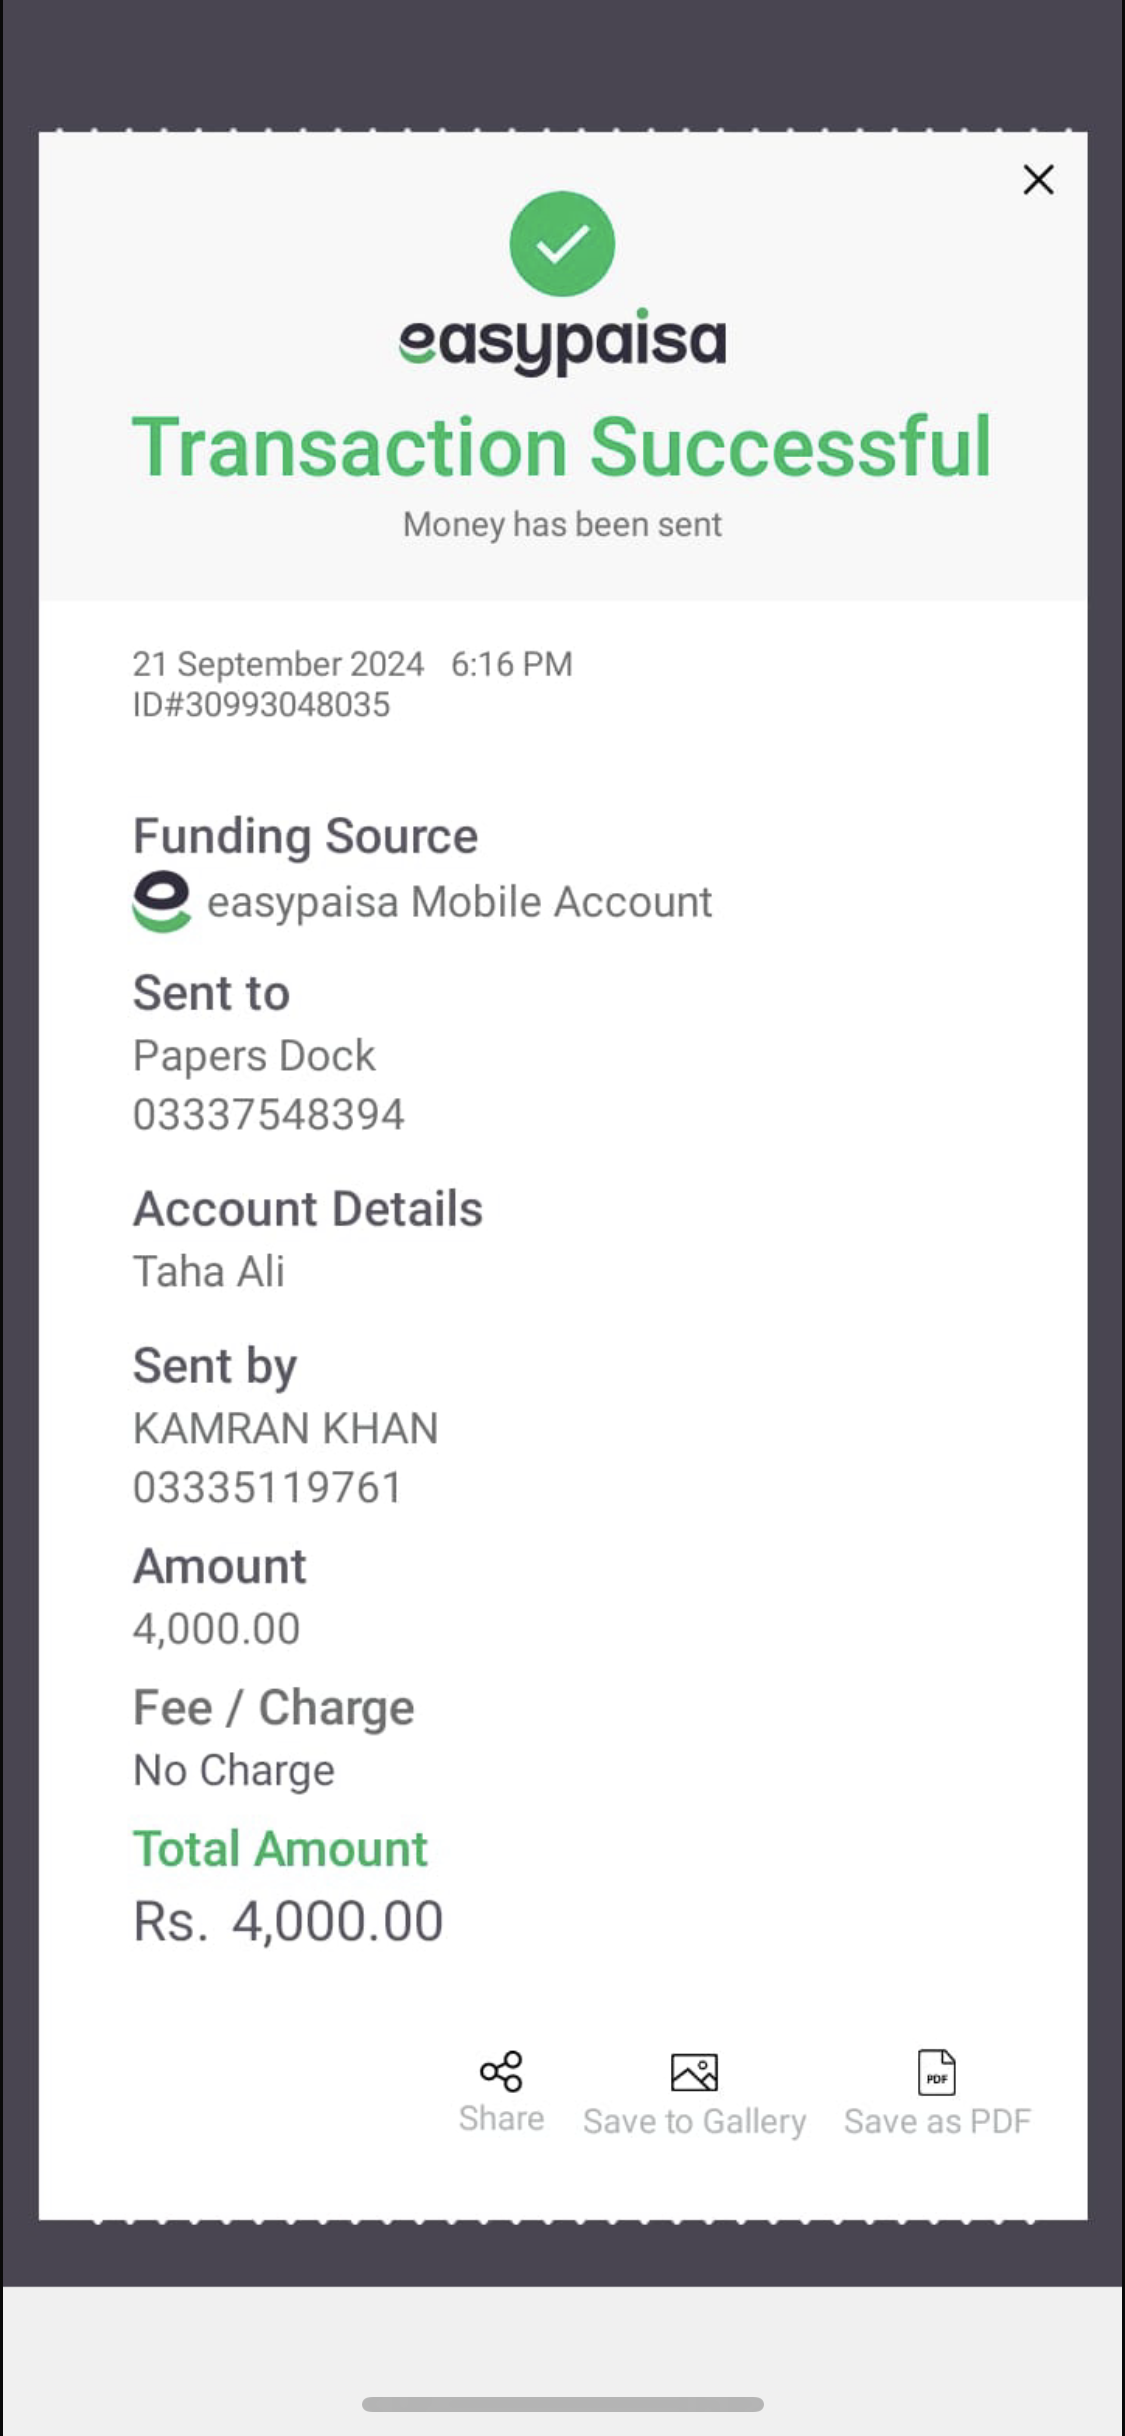 easypaisa
Transaction Successful
Money has been sent
21 September 2024 6:16 PM
ID#30993048035
Funding Source
easypaisa Mobile Account
Sent to
Papers Dock
03337548394
Account Details
Taha Ali
Sent by
KAMRAN KHAN
03335119761
Amount
4,000.00
Fee / Charge
No Charge
Total Amount
Rs. 4,000.00
PDF
Share Save to Gallery Save as PDF